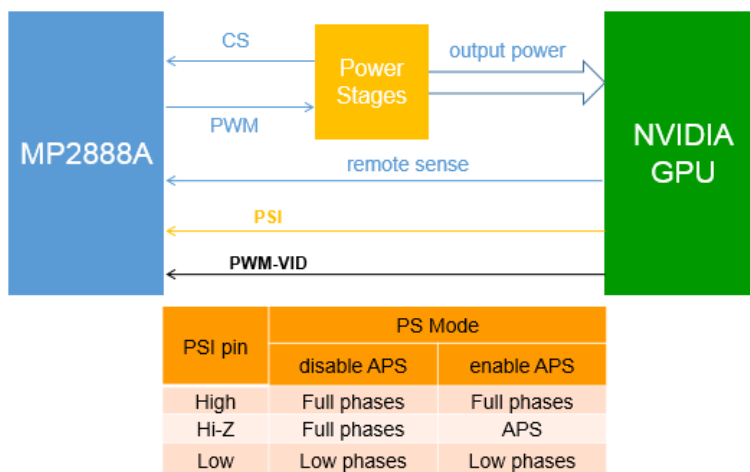 CS
Power
Stages
output power
PWM
MP2888A
NVIDIA
GPU
remote sense
PSI
PWM-VID
PSI pin
PS Mode
disable APS
enable APS
High
Full phases
Full phases
Hi-Z
Full phases
APS
Low
Low phases
Low phases